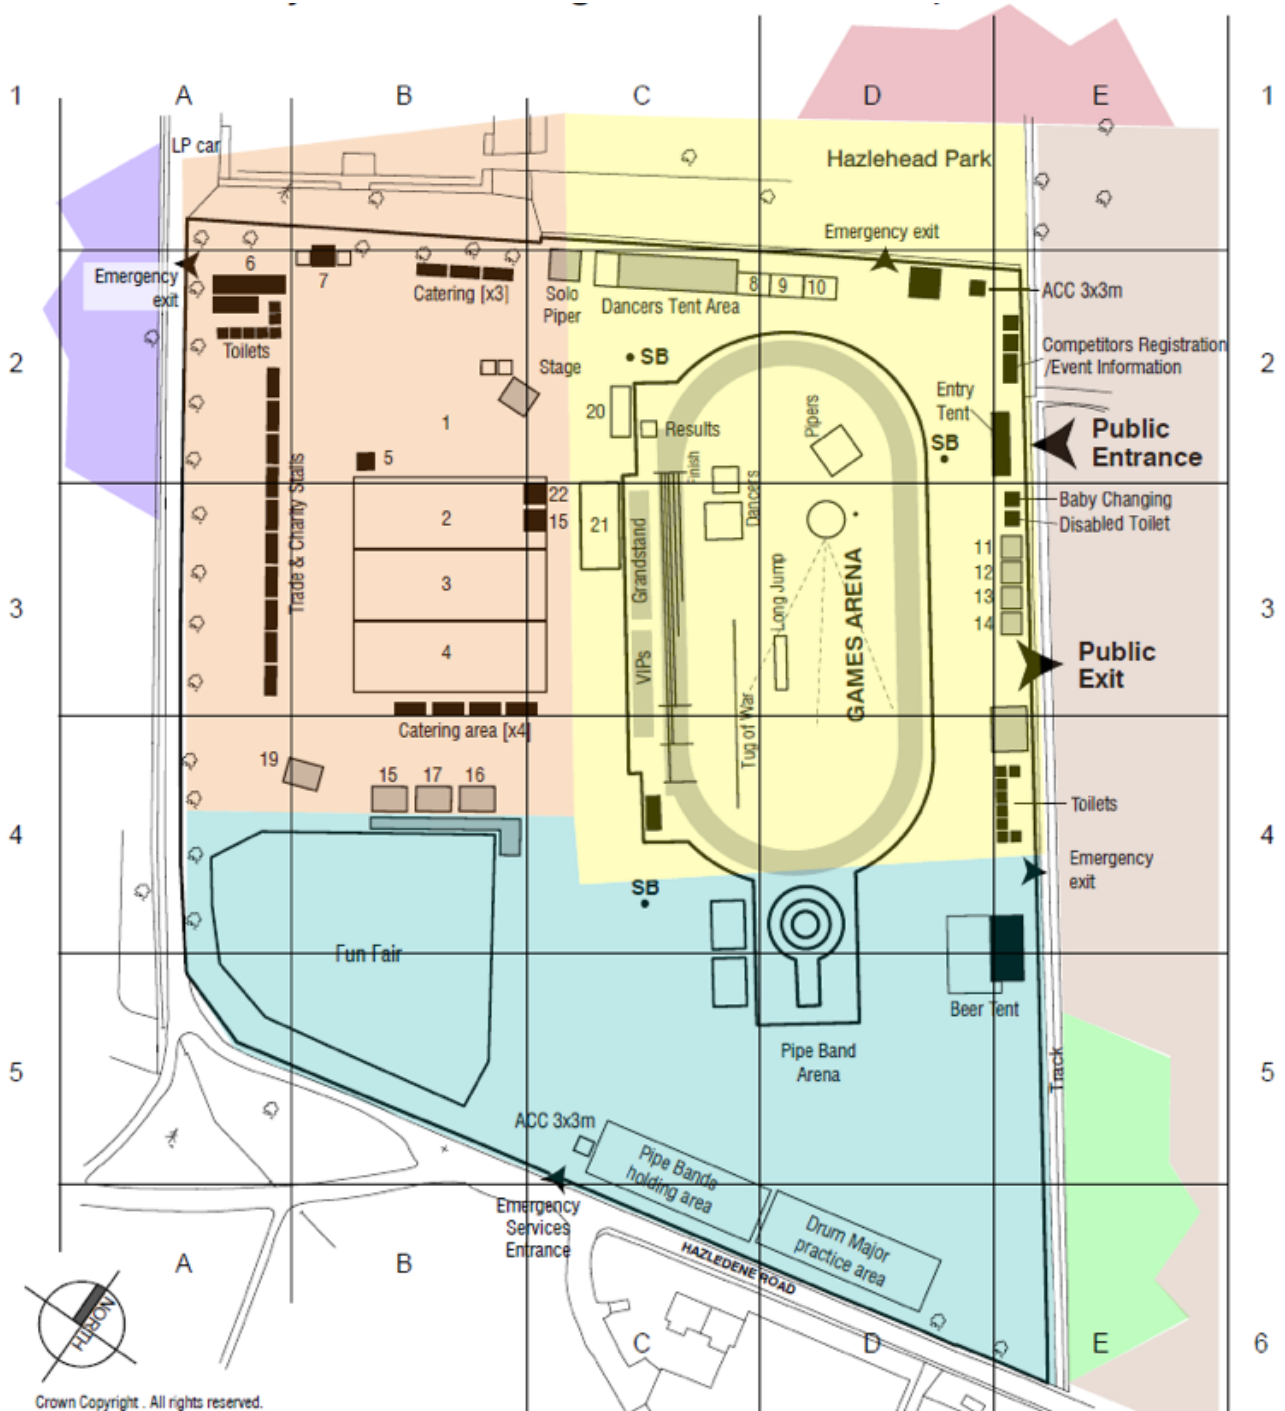 1
A
B
C
D
E
1
LP car
Hazlehead Park
Emergency exit
Emergency
exit
6
7
Catering [x3]
Solo
Piper
Dancers Tent Area
8
9
10
ACC 3x3m
Toilets
2
Stage
SB
Competitors Registration
/Event Information
2
Entry
Tent
Pipers
20
Results
1
SB
Public
Entrance
5
Finish
Trade & Charity Stalls
22
15
2
21
Grandstand
Dancers
Baby Changing
Disabled Toilet
11
12
13
14
3
3
Long Jump
GAMES ARENA
3
4
VIPs
Public
Exit
Tug of War
Catering area [x4]
19
15
17
16
Toilets
4
4
Emergency
exit
SB
Fun Fair
Beer Tent
Pipe Band
Arena
Track
5
5
ACC 3x3m
Pipe Bands
holding area
Emergency
Services
Entrance
Drum Major
practice area
HAZLEDENE ROAD
A
B
C
D
E
6
NORTH
Crown Copyright . All rights reserved.